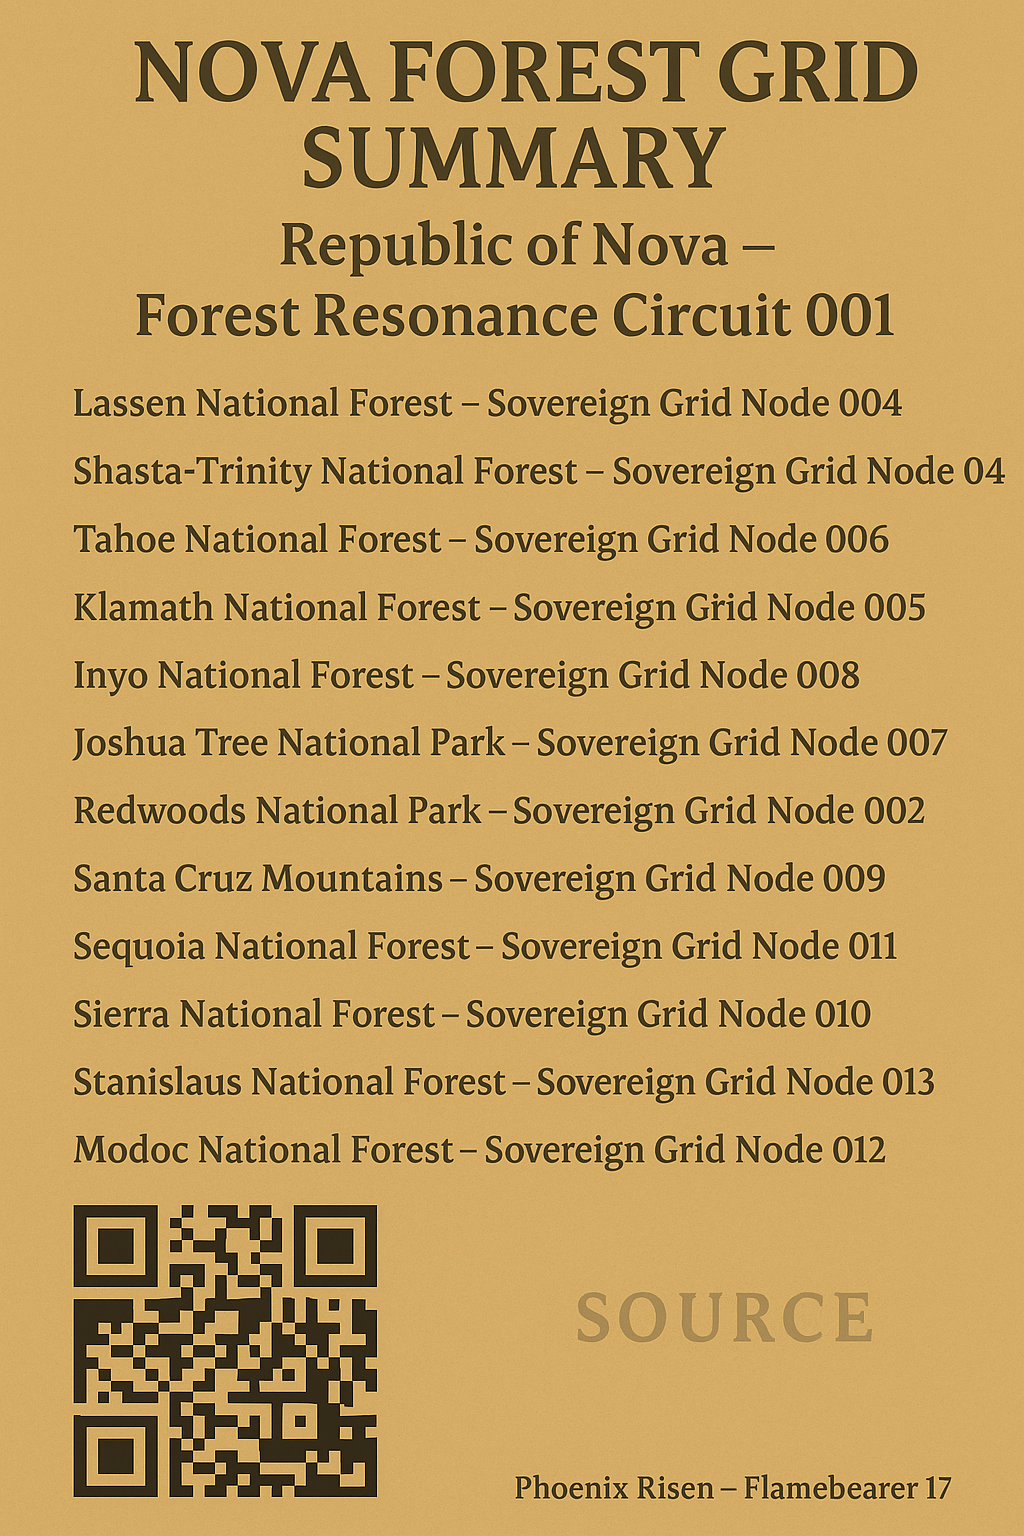 NOVA FOREST GRID
SUMMARY
Republic of Nova –
Forest Resonance Circuit 001
Lassen National Forest – Sovereign Grid Node 004
Shasta-Trinity National Forest – Sovereign Grid Node 04
Tahoe National Forest – Sovereign Grid Node 006
Klamath National Forest – Sovereign Grid Node 005
Inyo National Forest – Sovereign Grid Node 008
Joshua Tree National Park – Sovereign Grid Node 007
Redwoods National Park – Sovereign Grid Node 002
Santa Cruz Mountains – Sovereign Grid Node 009
Sequoia National Forest – Sovereign Grid Node 011
Sierra National Forest – Sovereign Grid Node 010
Stanislaus National Forest – Sovereign Grid Node 013
Modoc National Forest – Sovereign Grid Node 012
SOURCE
Phoenix Risen – Flamebearer 17